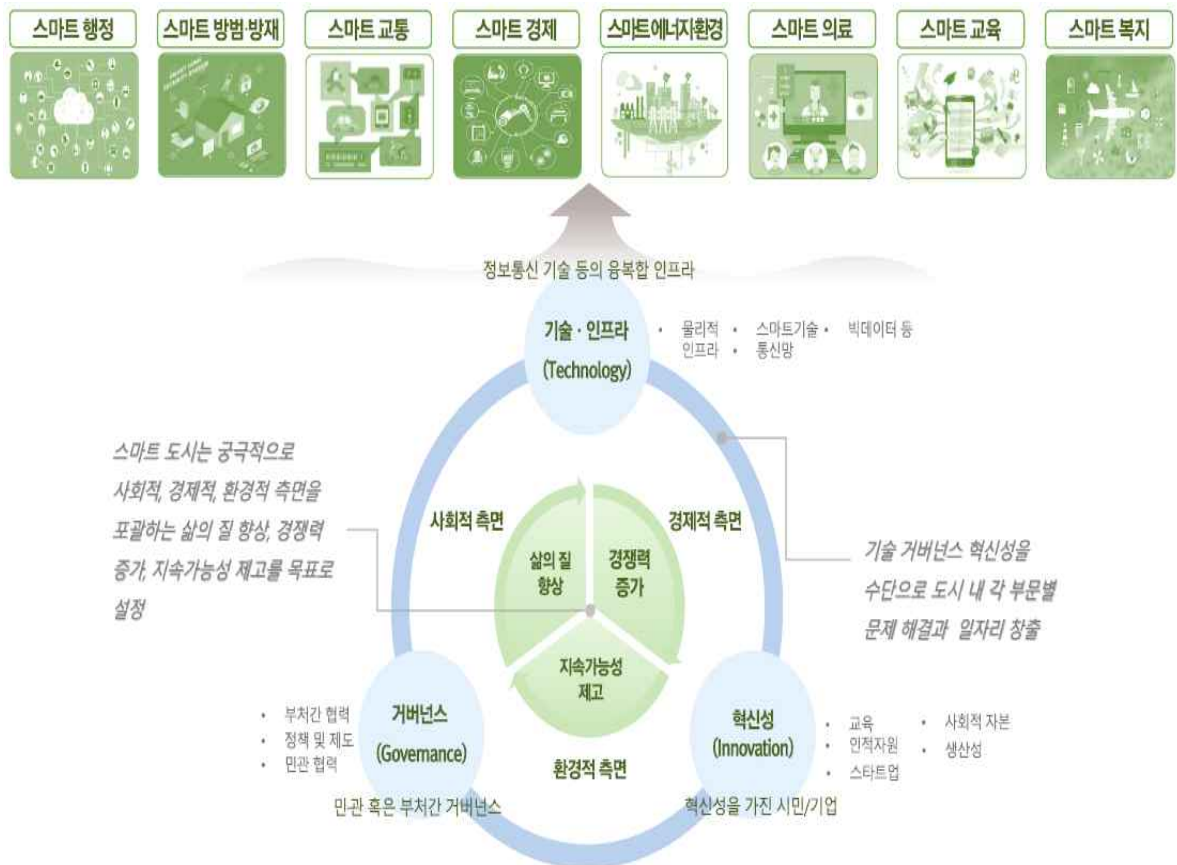 스마트 행정
스마트 방범·방재
스마트 교통
스마트 경제
스마트에너지·환경
스마트 의료
스마트 교육
스마트 복지
정보통신 기술 등의 융복합 인프라
기술 · 인프라
(Technology)
• 물리적 • 스마트기술 • 빅데이터 등
인프라 • 통신망
스마트 도시는 궁극적으로
사회적, 경제적, 환경적 측면을
포괄하는 삶의 질 향상, 경쟁력
증가, 지속가능성 제고를 목표로
설정
사회적 측면
경제적 측면
삶의 질
향상
경쟁력
증가
지속가능성
제고
환경적 측면
기술 거버넌스 혁신성을
수단으로 도시 내 각 부문별
문제 해결과 일자리 창출
• 부처간 협력
• 정책 및 제도
• 민관 협력
거버넌스
(Governance)
민·관 혹은 부처간 거버넌스
혁신성
(Innovation)
• 교육
• 인적자원
• 스타트업
• 사회적 자본
• 생산성
혁신성을 가진 시민/기업